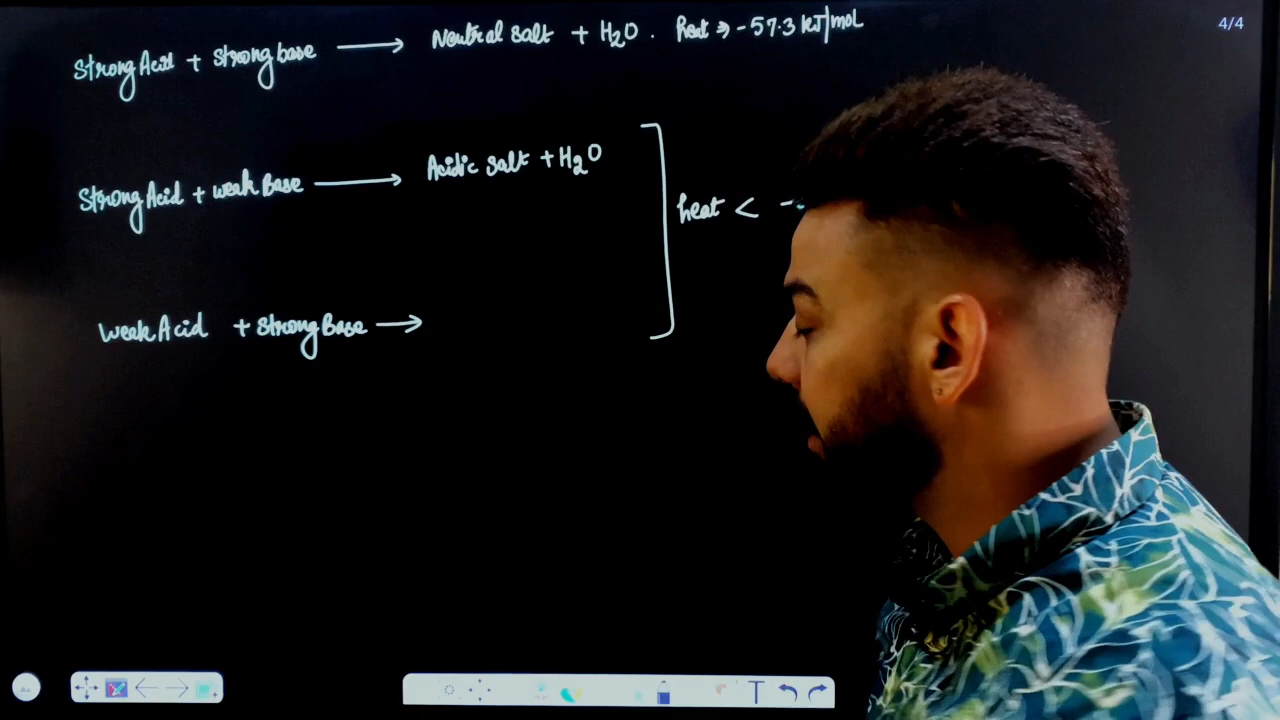 4/4
Strong Acid + Strong base ⟶ Neutral salt + H₂O . heat ⇒ -57.3 kJ/mol
Strong Acid + weak Base ⟶ Acidic salt + H₂O
heat < -
weak Acid + Strong Base ⟶
T